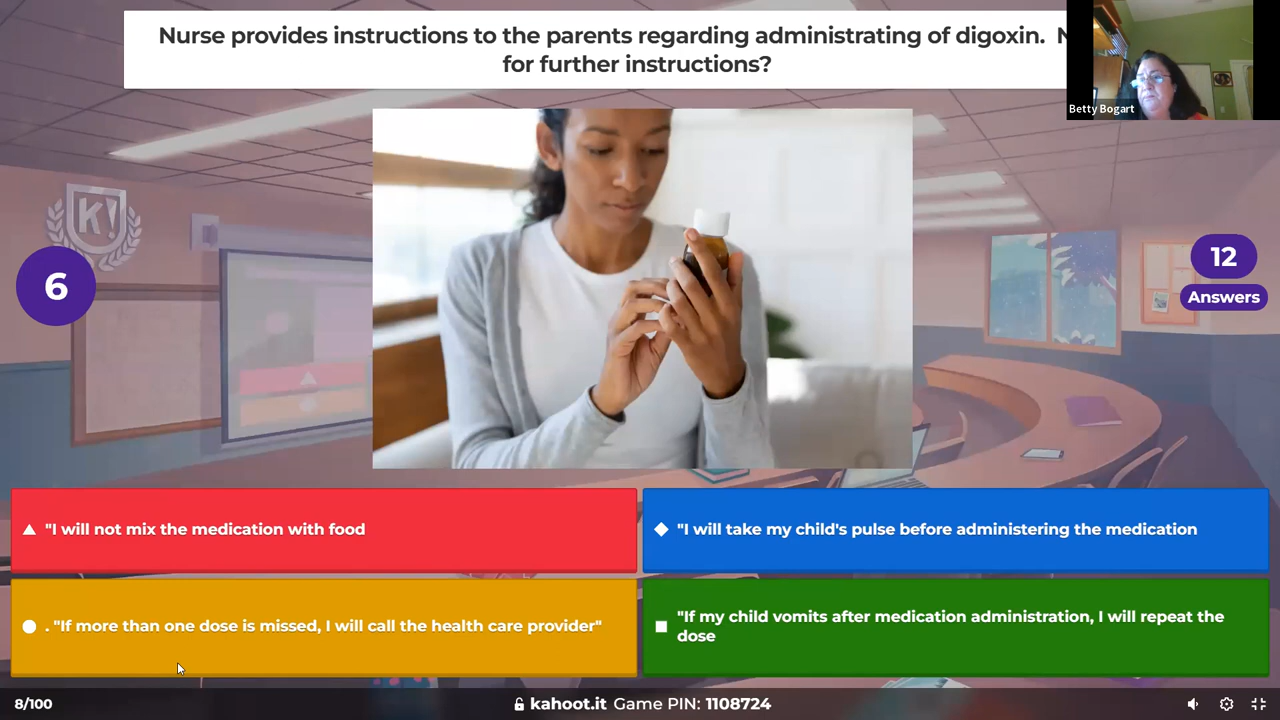 Nurse provides instructions to the parents regarding administrating of digoxin.
for further instructions?
Betty Bogart
K!
6
12
Answers
"I will not mix the medication with food
"I will take my child's pulse before administering the medication
. "If more than one dose is missed, I will call the health care provider"
"If my child vomits after medication administration, I will repeat the
dose
8/100
kahoot.it Game PIN: 1108724